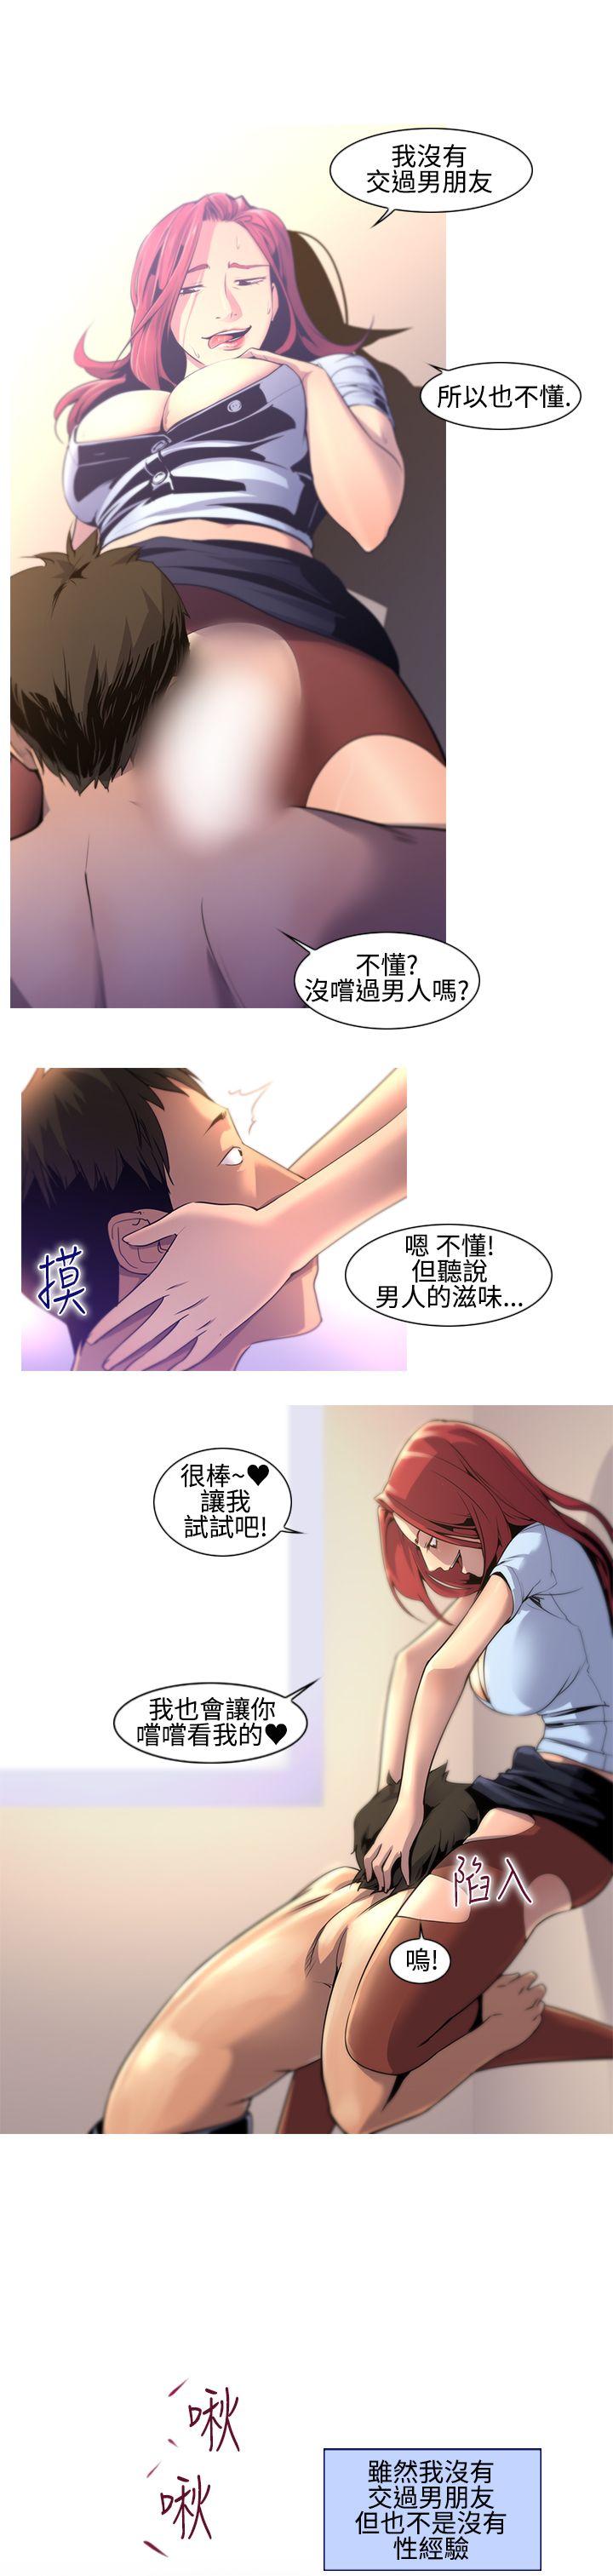 我沒有
交過男朋友
所以也不懂.
不懂?
沒嚐過男人嗎?
摸
嗯 不懂!
但聽說
男人的滋味...
很棒~♥
讓我
試試吧!
我也會讓你
嚐嚐看我的♥
陷入
嗚!
啾
啾
雖然我沒有
交過男朋友
但也不是沒有
性經驗